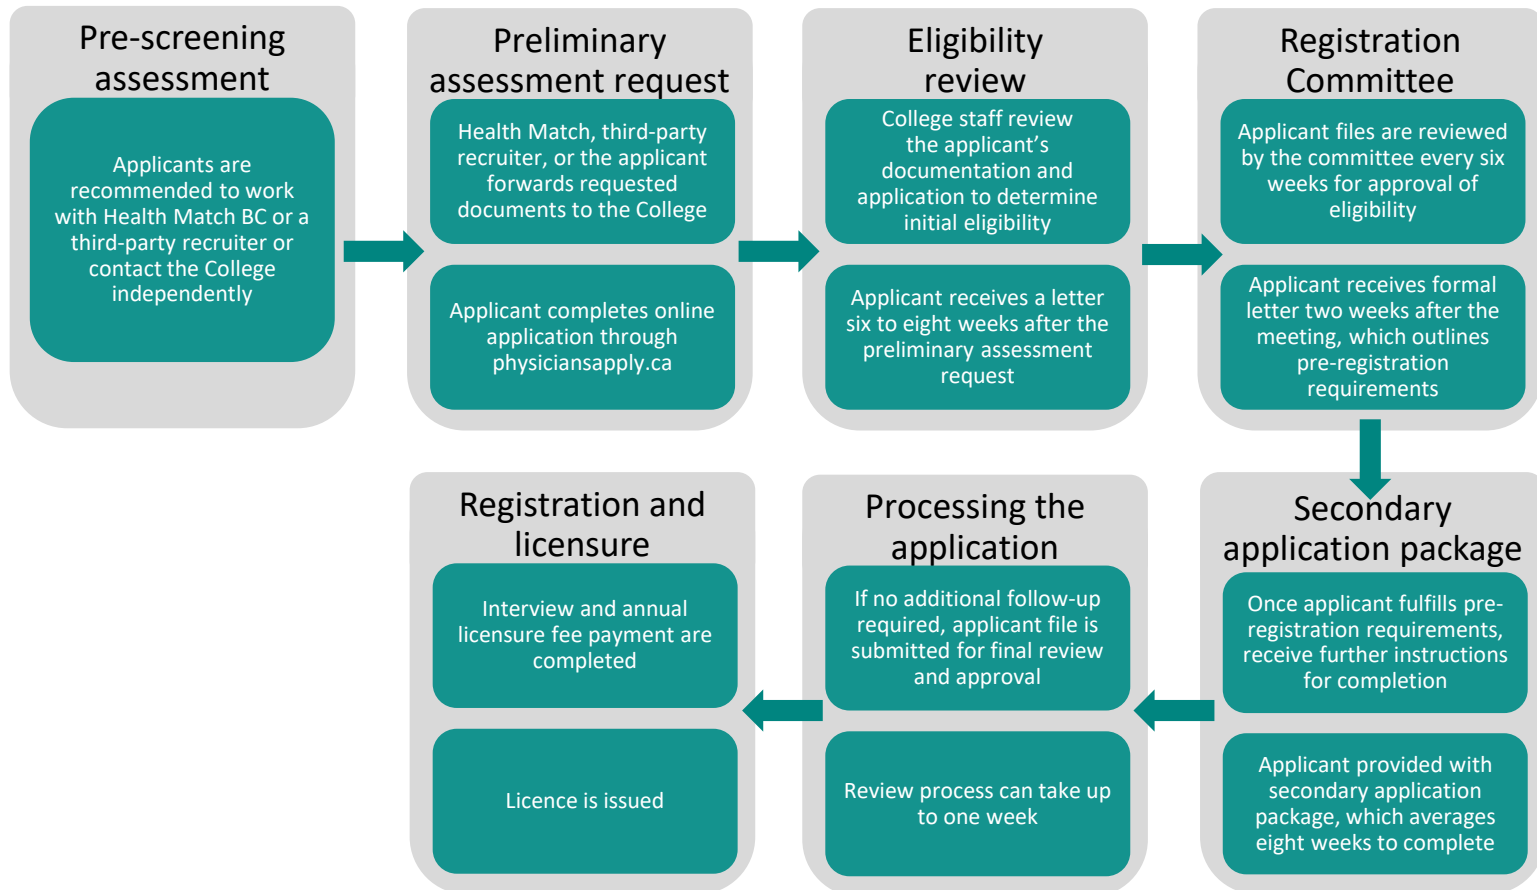 Pre-screening
assessment
Applicants are
recommended to work
with Health Match BC or a
third-party recruiter or
contact the College
independently
Preliminary
assessment request
Health Match, third-party
recruiter, or the applicant
forwards requested
documents to the College
Applicant completes online
application through
physiciansapply.ca
Eligibility
review
College staff review
the applicant's
documentation and
application to determine
initial eligibility
Applicant receives a letter
six to eight weeks after the
preliminary assessment
request
Registration
Committee
Applicant files are reviewed
by the committee every six
weeks for approval of
eligibility
Applicant receives formal
letter two weeks after the
meeting, which outlines
pre-registration
requirements
Secondary
application package
Once applicant fulfills pre-
registration requirements,
receive further instructions
for completion
Applicant provided with
secondary application
package, which averages
eight weeks to complete
Processing the
application
If no additional follow-up
required, applicant file is
submitted for final review
and approval
Review process can take up
to one week
Registration and
licensure
Interview and annual
licensure fee payment are
completed
Licence is issued